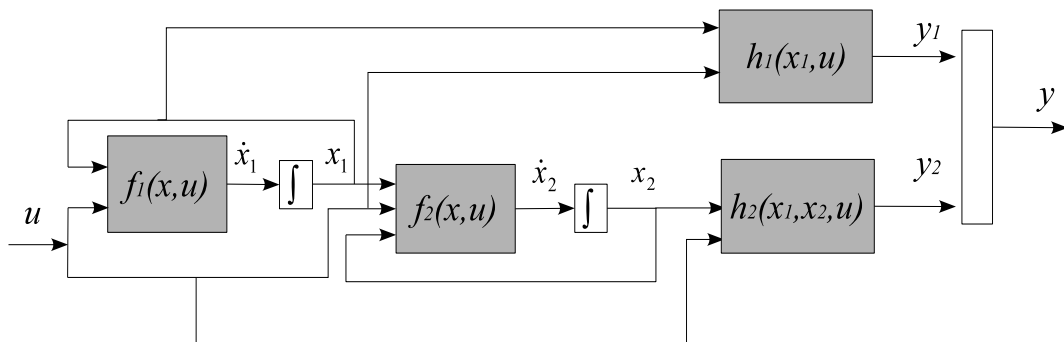 h₁(x₁,u)
y₁
y
f₁(x,u)
ẋ₁
∫
x₁
u
f₂(x,u)
ẋ₂
∫
x₂
h₂(x₁,x₂,u)
y₂